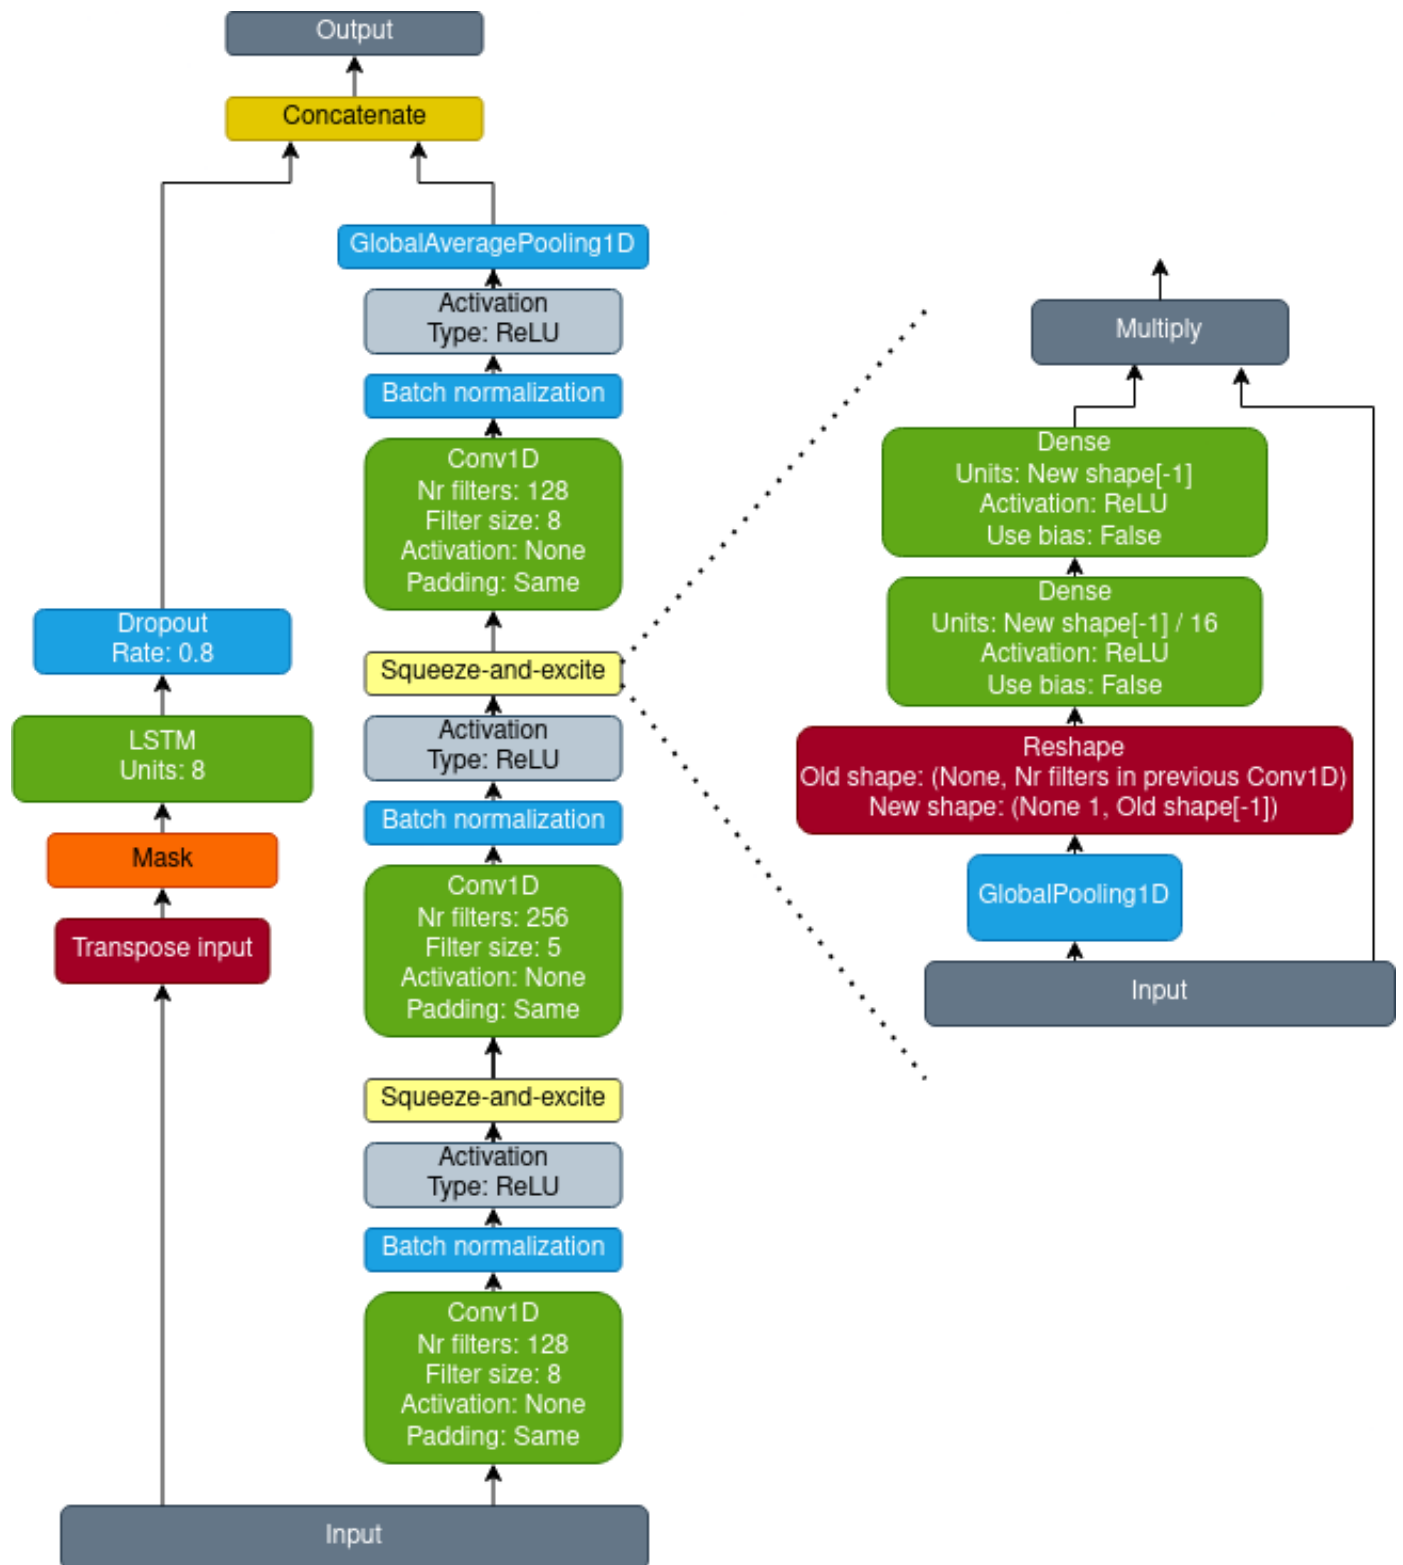 Output
Concatenate
GlobalAveragePooling1D
Activation
Type: ReLU
Batch normalization
Conv1D
Nr filters: 128
Filter size: 8
Activation: None
Padding: Same
Squeeze-and-excite
Activation
Type: ReLU
Batch normalization
Conv1D
Nr filters: 256
Filter size: 5
Activation: None
Padding: Same
Squeeze-and-excite
Activation
Type: ReLU
Batch normalization
Conv1D
Nr filters: 128
Filter size: 8
Activation: None
Padding: Same
Input
Dropout
Rate: 0.8
LSTM
Units: 8
Mask
Transpose input
Multiply
Dense
Units: New shape[-1]
Activation: ReLU
Use bias: False
Dense
Units: New shape[-1] / 16
Activation: ReLU
Use bias: False
Reshape
Old shape: (None, Nr filters in previous Conv1D)
New shape: (None 1, Old shape[-1])
GlobalPooling1D
Input